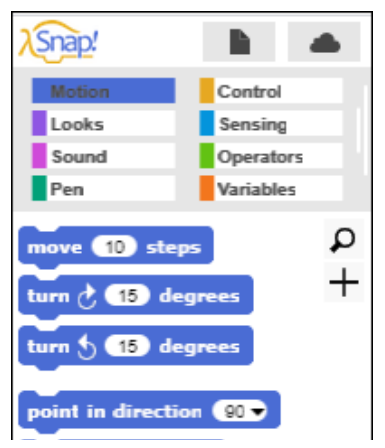 λSnap!
Motion Control
Looks Sensing
Sound Operators
Pen Variables
move 10 steps
turn 15 degrees
turn 15 degrees
point in direction 90